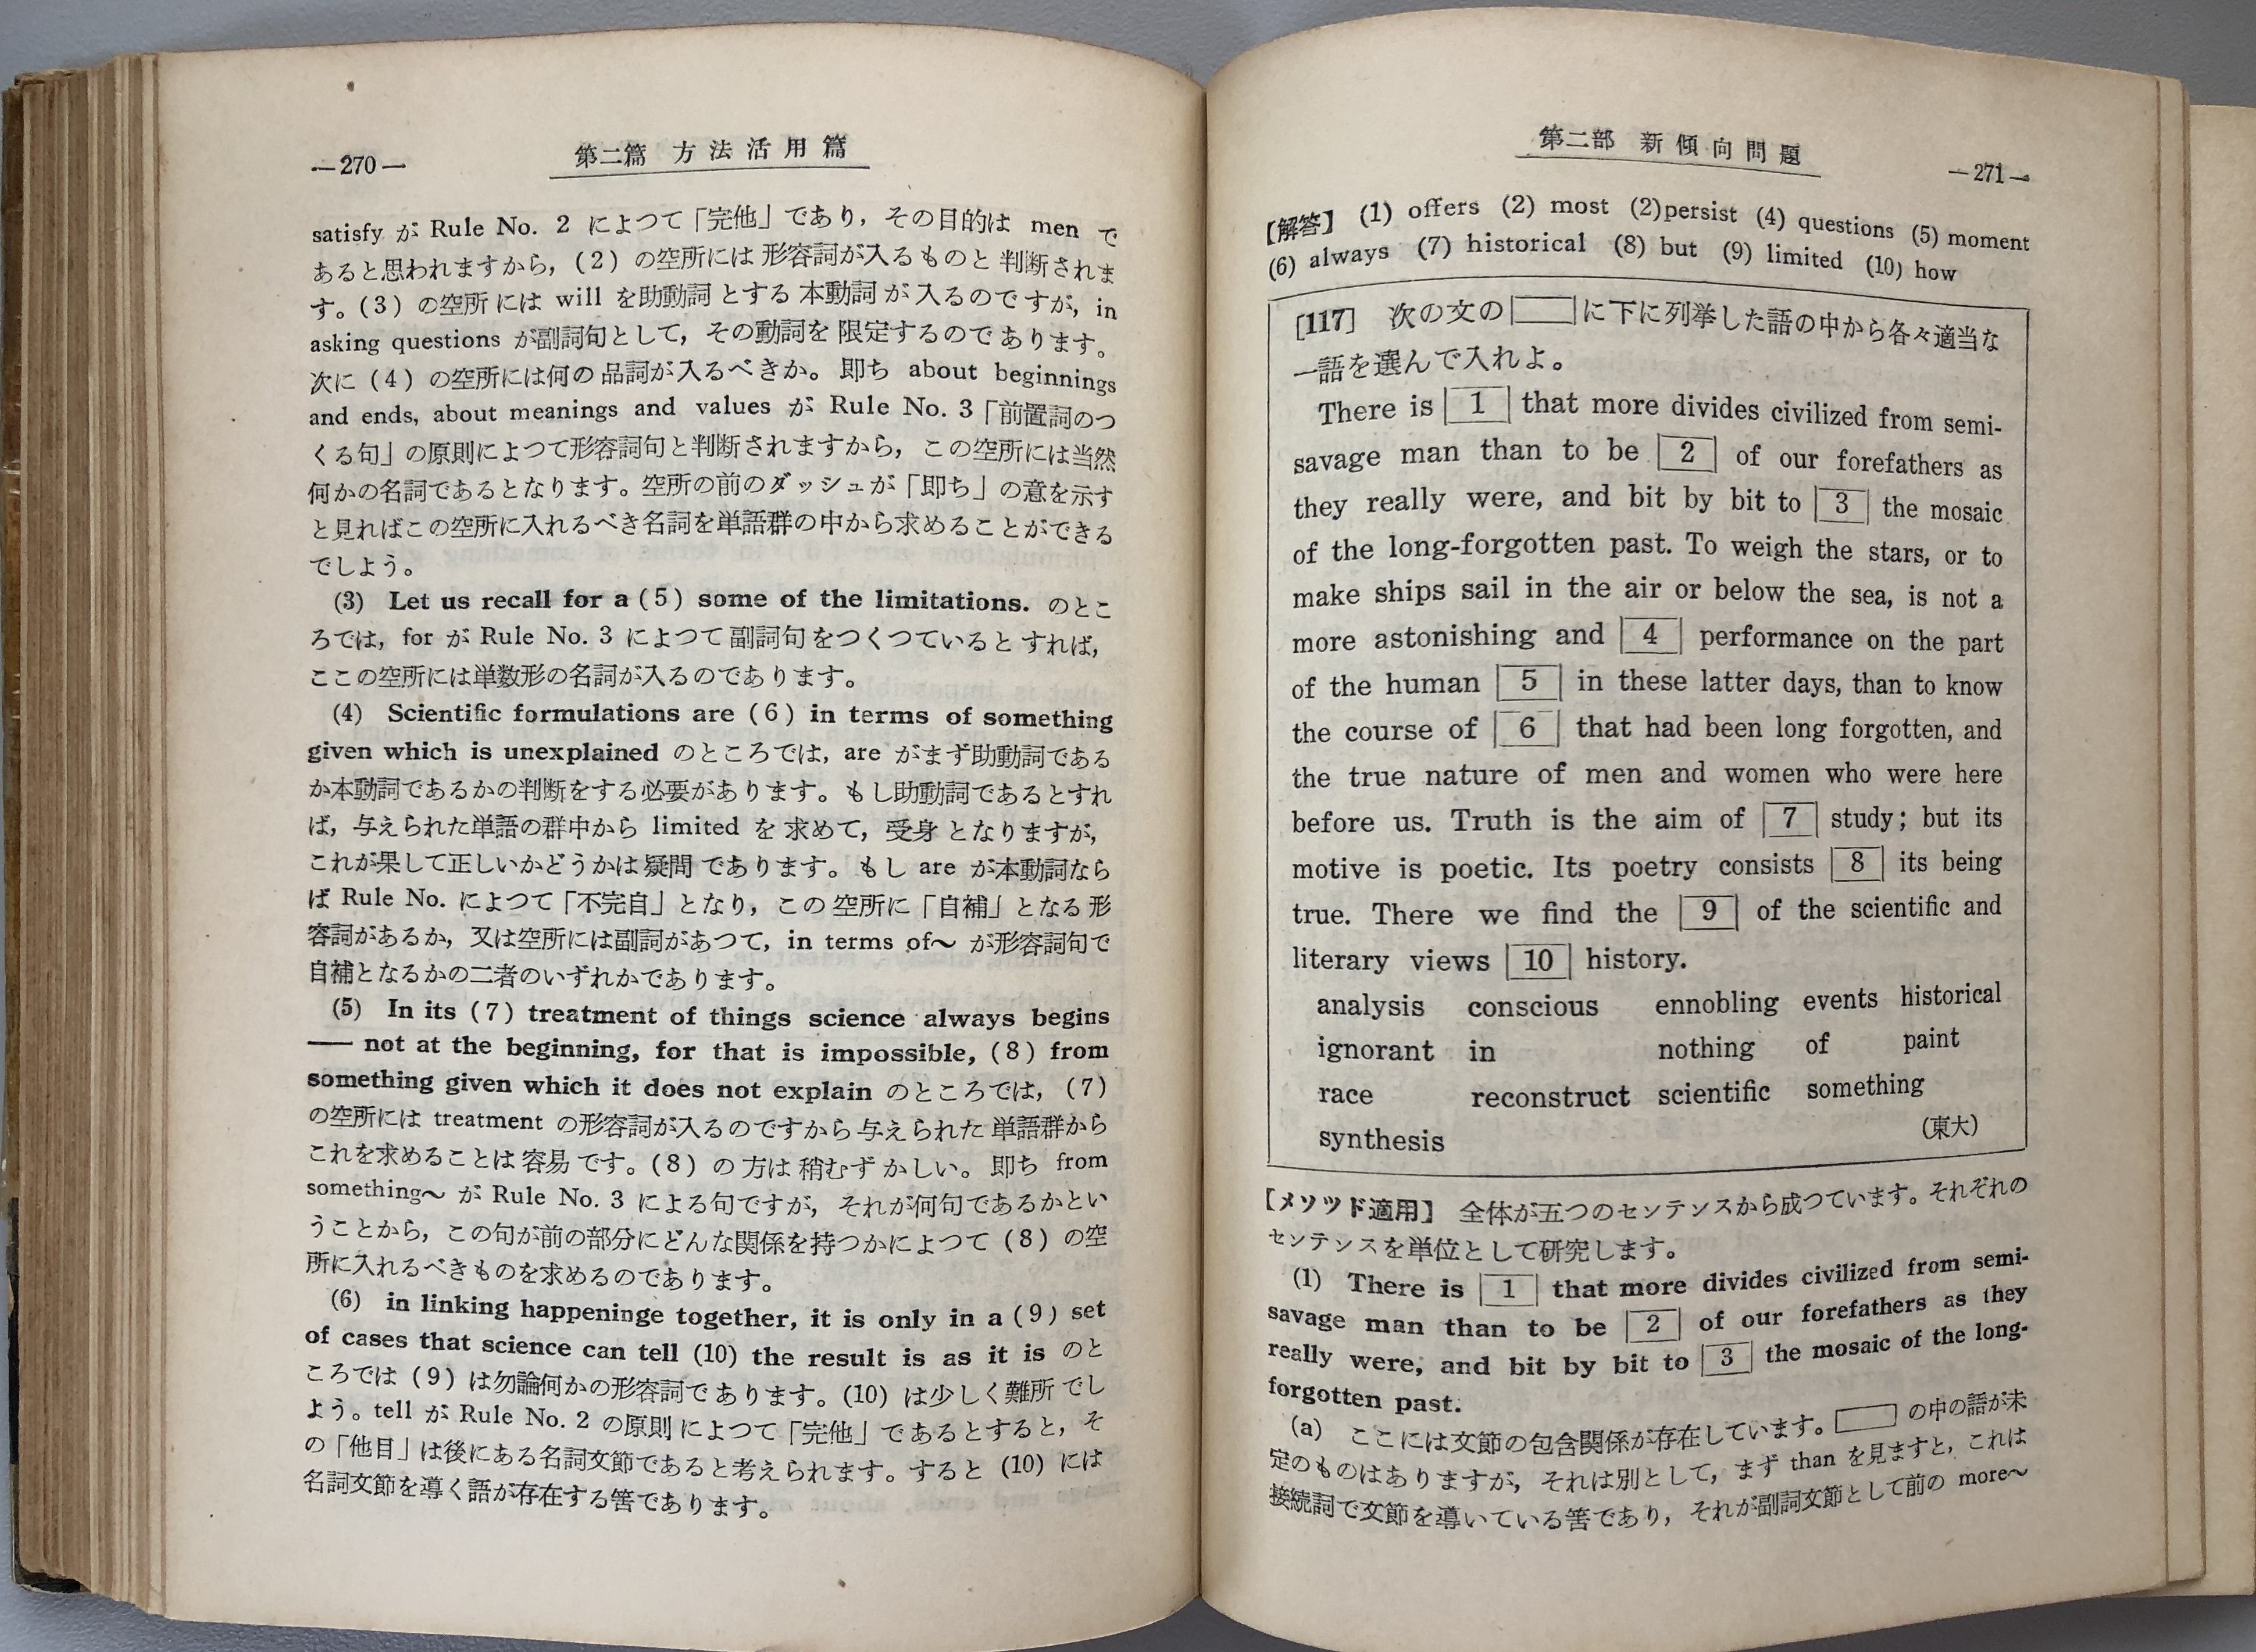 —270—
第二篇 方法活用篇
satisfy が Rule No. 2 によつて「完他」であり，その目的は men で
あると思われますから，(2) の空所には形容詞が入るものと判断されま
す。(3) の空所には will を助動詞とする本動詞が入るのですが，in
asking questions が副詞句として，その動詞を限定するのであります。
次に (4) の空所には何の品詞が入るべきか。即ち about beginnings
and ends, about meanings and values が Rule No. 3「前置詞のつ
くる句」の原則によつて形容詞句と判断されますから，この空所には当然
何かの名詞であるとなります。空所の前のダッシュが「即ち」の意を示す
と見ればこの空所に入れるべき名詞を単語群の中から求めることができる
でしよう。
(3) Let us recall for a (5) some of the limitations. のとこ
ろでは，for が Rule No. 3 によつて副詞句をつくつているとすれば，
ここの空所には単数形の名詞が入るのであります。
(4) Scientific formulations are (6) in terms of something
given which is unexplained のところでは，are がまず助動詞である
か本動詞であるかの判断をする必要があります。もし助動詞であるとすれ
ば，与えられた単語の群中から limited を求めて，受身となりますが，
これが果して正しいかどうかは疑問であります。もし are が本動詞なら
ば Rule No. によつて「不完自」となり，この空所に「自補」となる形
容詞があるか，又は空所には副詞があつて，in terms of〜 が形容詞句で
自補となるかの二者のいずれかであります。
(5) In its (7) treatment of things science always begins
—— not at the beginning, for that is impossible, (8) from
something given which it does not explain のところでは，(7)
の空所には treatment の形容詞が入るのですから与えられた単語群から
これを求めることは容易です。(8) の方は稍むずかしい。即ち from
something〜 が Rule No. 3 による句ですが，それが何句であるかとい
うことから，この句が前の部分にどんな関係を持つかによつて (8) の空
所に入れるべきものを求めるのであります。
(6) in linking happeninge together, it is only in a (9) set
of cases that science can tell (10) the result is as it is のと
ころでは (9) は勿論何かの形容詞であります。(10) は少しく難所でし
よう。tell が Rule No. 2 の原則によつて「完他」であるとすると，そ
の「他目」は後にある名詞文節であると考えられます。すると (10) には
名詞文節を導く語が存在する筈であります。
第二部 新傾向問題
—271—
【解答】 (1) offers (2) most (2)persist (4) questions (5) moment
(6) always (7) historical (8) but (9) limited (10) how
[117] 次の文の□に下に列挙した語の中から各々適当な
一語を選んで入れよ。
There is 1 that more divides civilized from semi-
savage man than to be 2 of our forefathers as
they really were, and bit by bit to 3 the mosaic
of the long-forgotten past. To weigh the stars, or to
make ships sail in the air or below the sea, is not a
more astonishing and 4 performance on the part
of the human 5 in these latter days, than to know
the course of 6 that had been long forgotten, and
the true nature of men and women who were here
before us. Truth is the aim of 7 study; but its
motive is poetic. Its poetry consists 8 its being
true. There we find the 9 of the scientific and
literary views 10 history.
analysis conscious ennobling events historical
ignorant in nothing of paint
race reconstruct scientific something
synthesis
(東大)
【メソッド適用】 全体が五つのセンテンスから成つています。それぞれの
センテンスを単位として研究します。
(1) There is 1 that more divides civilized from semi-
savage man than to be 2 of our forefathers as they
really were, and bit by bit to 3 the mosaic of the long-
forgotten past.
(a) ここには文節の包含関係が存在しています。□の中の語が未
定のものはありますが，それは別として，まず than を見ますと，これは
接続詞で文節を導いている筈であり，それが副詞文節として前の more〜